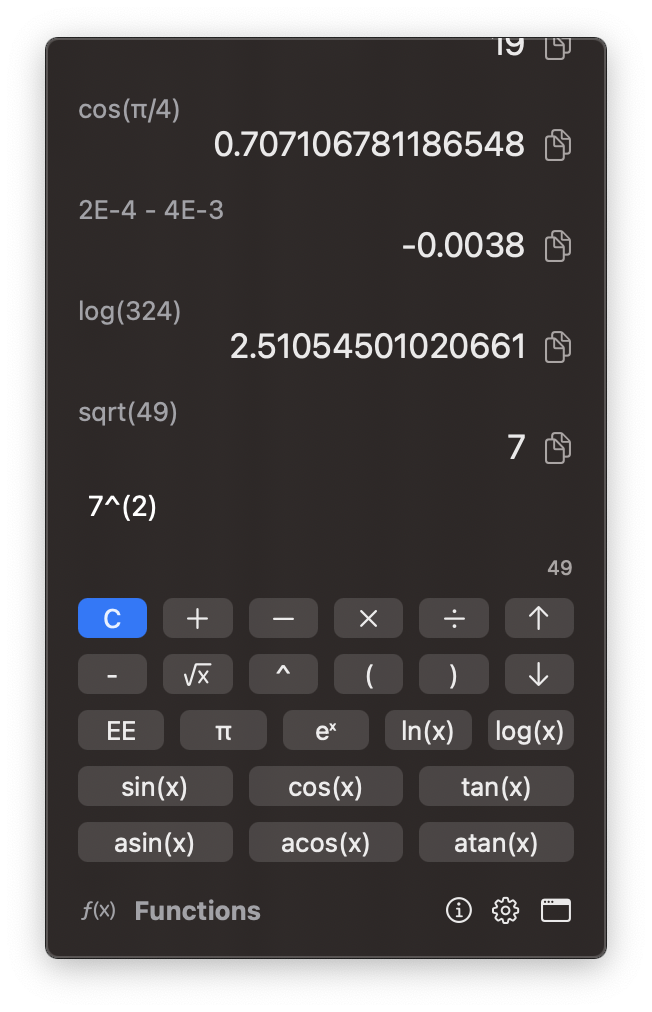 19
cos(π/4)
0.707106781186548
2E-4 - 4E-3
-0.0038
log(324)
2.51054501020661
sqrt(49)
7
7^(2)
49
C + − × ÷ ↑
- √x ^ ( ) ↓
EE π eˣ ln(x) log(x)
sin(x) cos(x) tan(x)
asin(x) acos(x) atan(x)
f(x) Functions